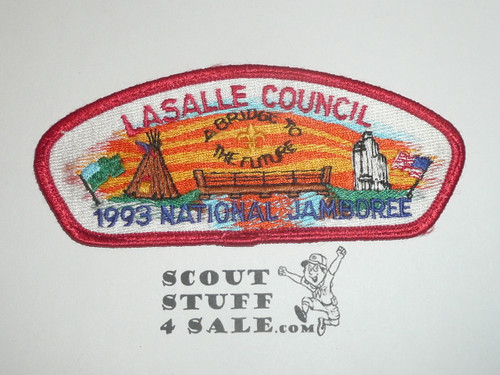 LASALLE COUNCIL
A BRIDGE TO
THE FUTURE
1993 NATIONAL JAMBOREE
SCOUT
STUFF
4 SALE.COM